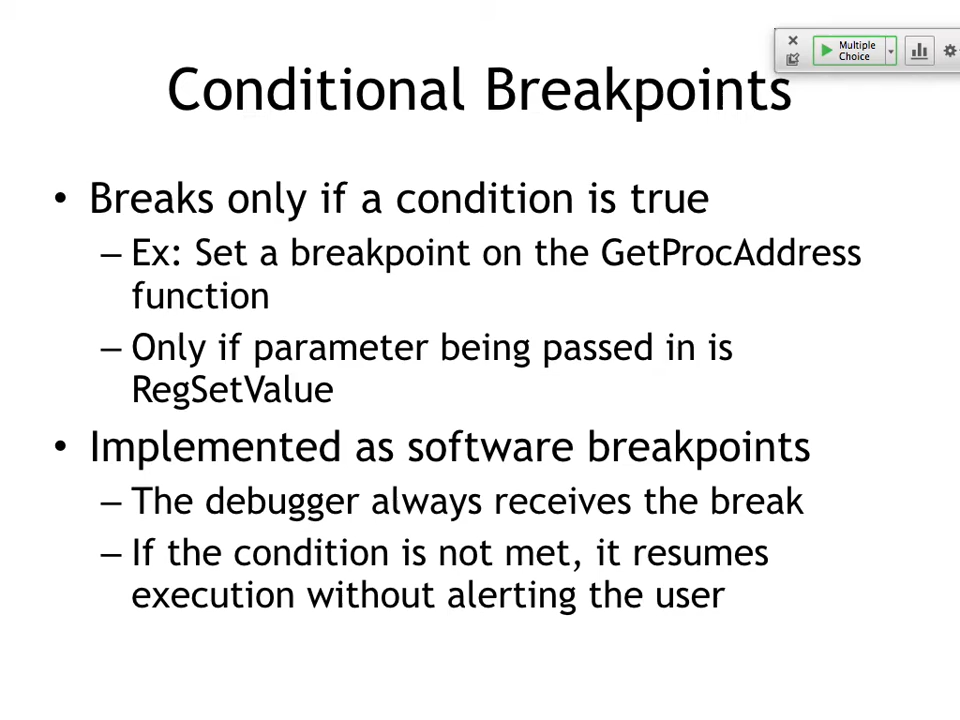 Multiple
Choice
Conditional Breakpoints
• Breaks only if a condition is true
– Ex: Set a breakpoint on the GetProcAddress
function
– Only if parameter being passed in is
RegSetValue
• Implemented as software breakpoints
– The debugger always receives the break
– If the condition is not met, it resumes
execution without alerting the user